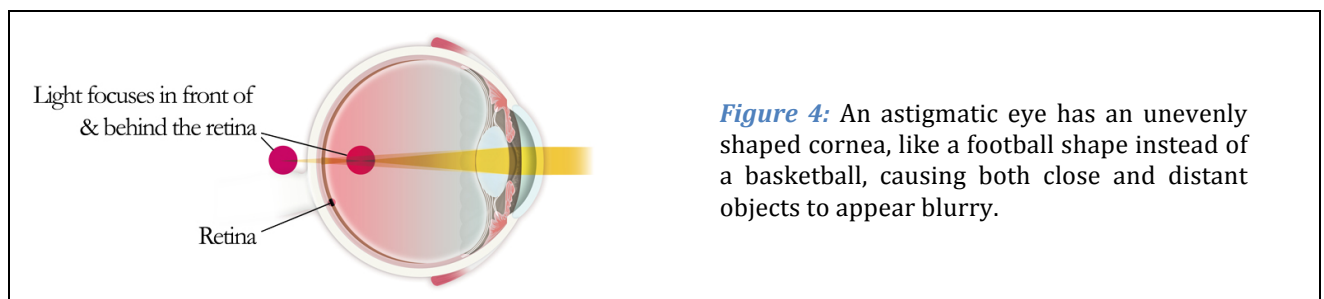 Light focuses in front of
& behind the retina
Retina
Figure 4: An astigmatic eye has an unevenly
shaped cornea, like a football shape instead of
a basketball, causing both close and distant
objects to appear blurry.